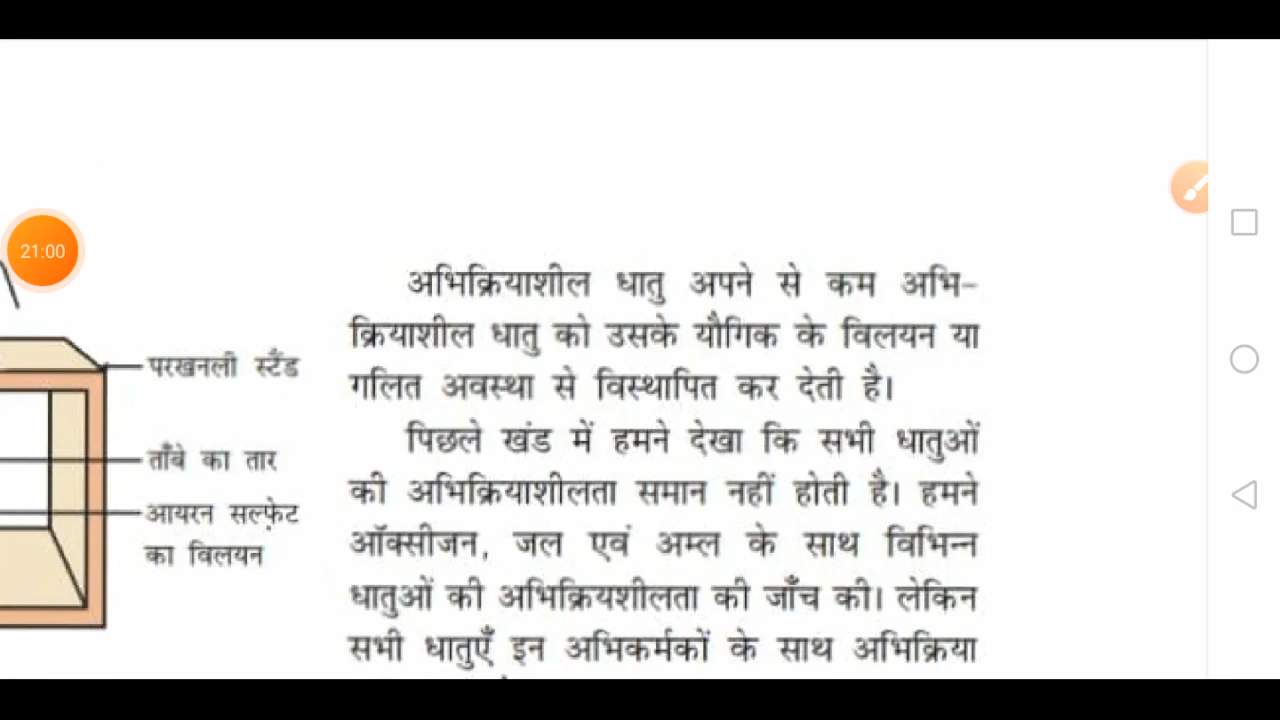 21:00
परखनली स्टैंड
ताँबे का तार
आयरन सल्फ़ेट
का विलयन
अभिक्रियाशील धातु अपने से कम अभि-
क्रियाशील धातु को उसके यौगिक के विलयन या
गलित अवस्था से विस्थापित कर देती है।
पिछले खंड में हमने देखा कि सभी धातुओं
की अभिक्रियाशीलता समान नहीं होती है। हमने
ऑक्सीजन, जल एवं अम्ल के साथ विभिन्न
धातुओं की अभिक्रियशीलता की जाँच की। लेकिन
सभी धातुएँ इन अभिकर्मकों के साथ अभिक्रिया